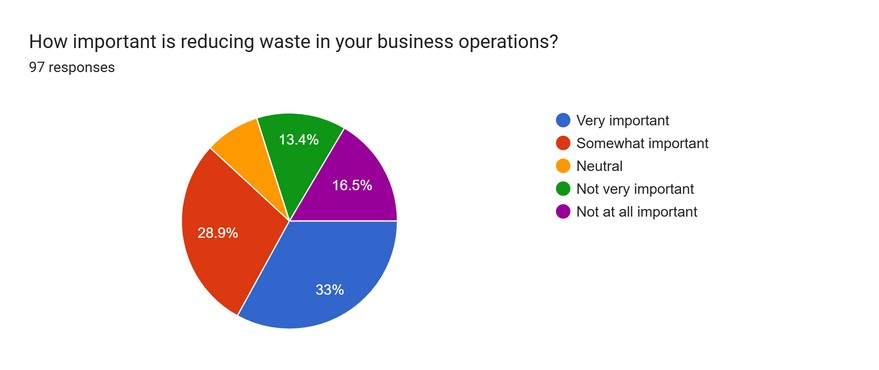 How important is reducing waste in your business operations?
97 responses
13.4%
16.5%
28.9%
33%
Very important
Somewhat important
Neutral
Not very important
Not at all important